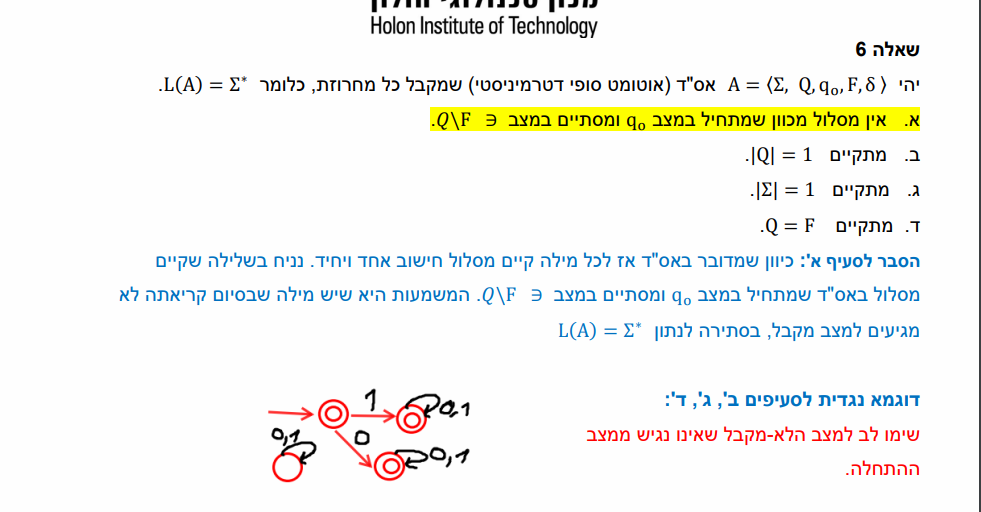 מכון טכנולוגי חולון
Holon Institute of Technology
שאלה 6
יהי A = ⟨Σ, Q, q₀, F, δ⟩ אס"ד (אוטומט סופי דטרמיניסטי) שמקבל כל מחרוזת, כלומר L(A) = Σ*.
א. אין מסלול מכוון שמתחיל במצב q₀ ומסתיים במצב ∈ Q\F.
ב. מתקיים |Q| = 1.
ג. מתקיים |Σ| = 1.
ד. מתקיים Q = F.
הסבר לסעיף א': כיוון שמדובר באס"ד אז לכל מילה קיים מסלול חישוב אחד ויחיד. נניח בשלילה שקיים
מסלול באס"ד שמתחיל במצב q₀ ומסתיים במצב ∈ Q\F. המשמעות היא שיש מילה שבסיום קריאתה לא
מגיעים למצב מקבל, בסתירה לנתון L(A) = Σ*
דוגמא נגדית לסעיפים ב', ג', ד':
שימו לב למצב הלא-מקבל שאינו נגיש ממצב
ההתחלה.
1
0,1
0,1
0
0,1